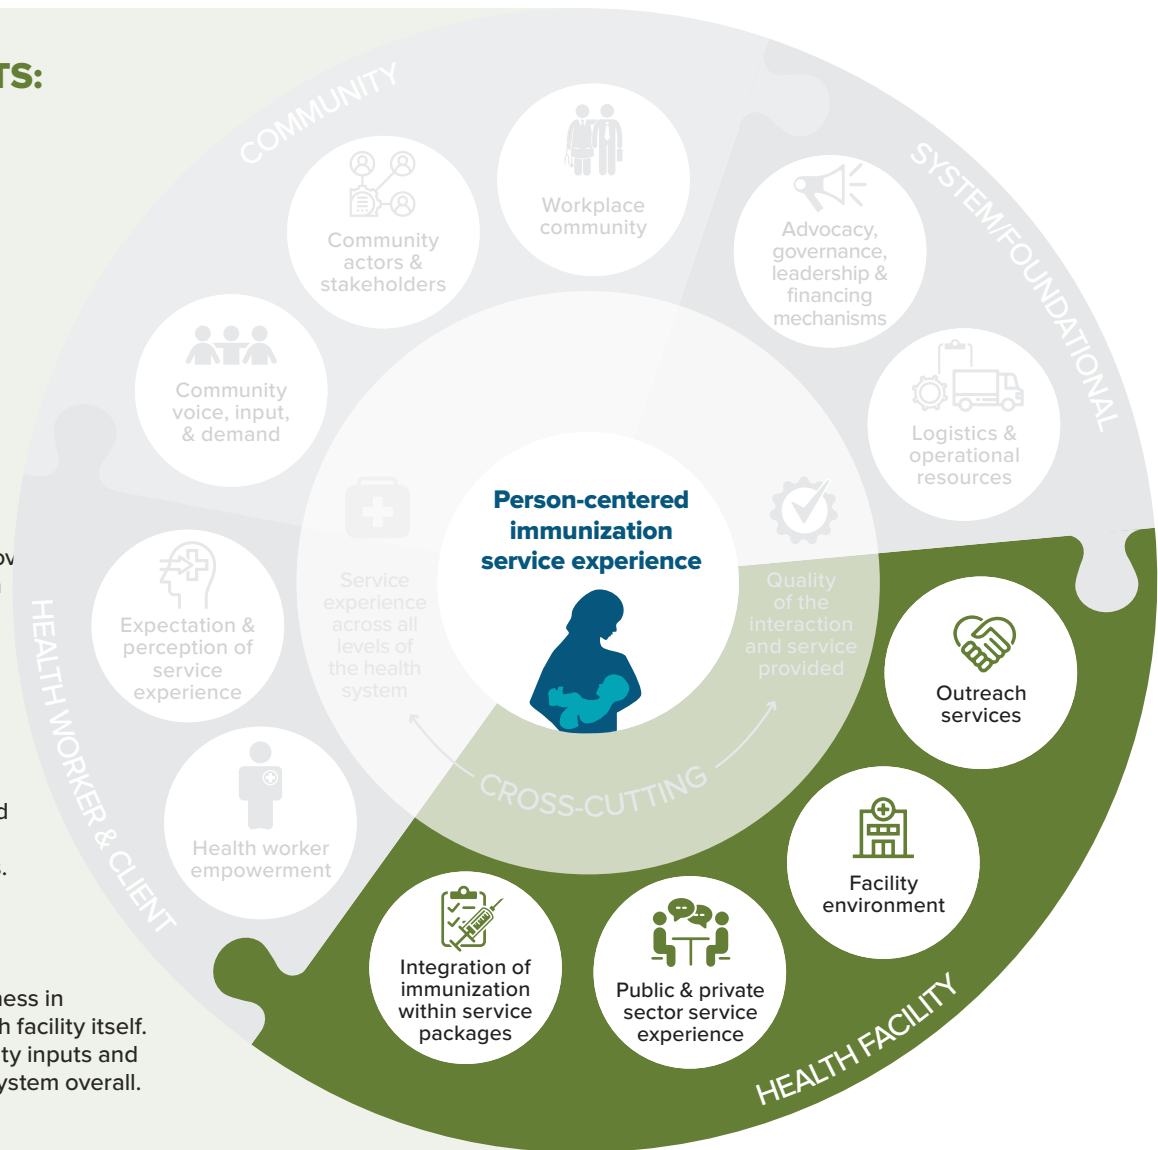 TS:
ov
d
s.
ness in
h facility itself.
ty inputs and
ystem overall.
COMMUNITY
Workplace
community
Community
actors &
stakeholders
Community
voice, input,
& demand
SYSTEM/FOUNDATIONAL
Advocacy,
governance,
leadership &
financing
mechanisms
Logistics &
operational
resources
Person-centered
immunization
service experience
Service
experience
across all
levels of
the health
system
Quality
of the
interaction
and service
provided
CROSS-CUTTING
HEALTH WORKER & CLIENT
Expectation &
perception of
service
experience
Health worker
empowerment
HEALTH FACILITY
Outreach
services
Facility
environment
Public & private
sector service
experience
Integration of
immunization
within service
packages